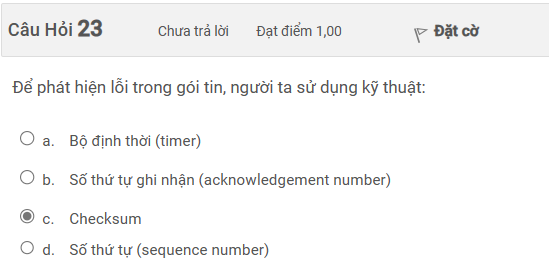 Câu Hỏi 23 Chưa trả lời Đạt điểm 1,00 Đặt cờ
Để phát hiện lỗi trong gói tin, người ta sử dụng kỹ thuật:
a. Bộ định thời (timer)
b. Số thứ tự ghi nhận (acknowledgement number)
c. Checksum
d. Số thứ tự (sequence number)